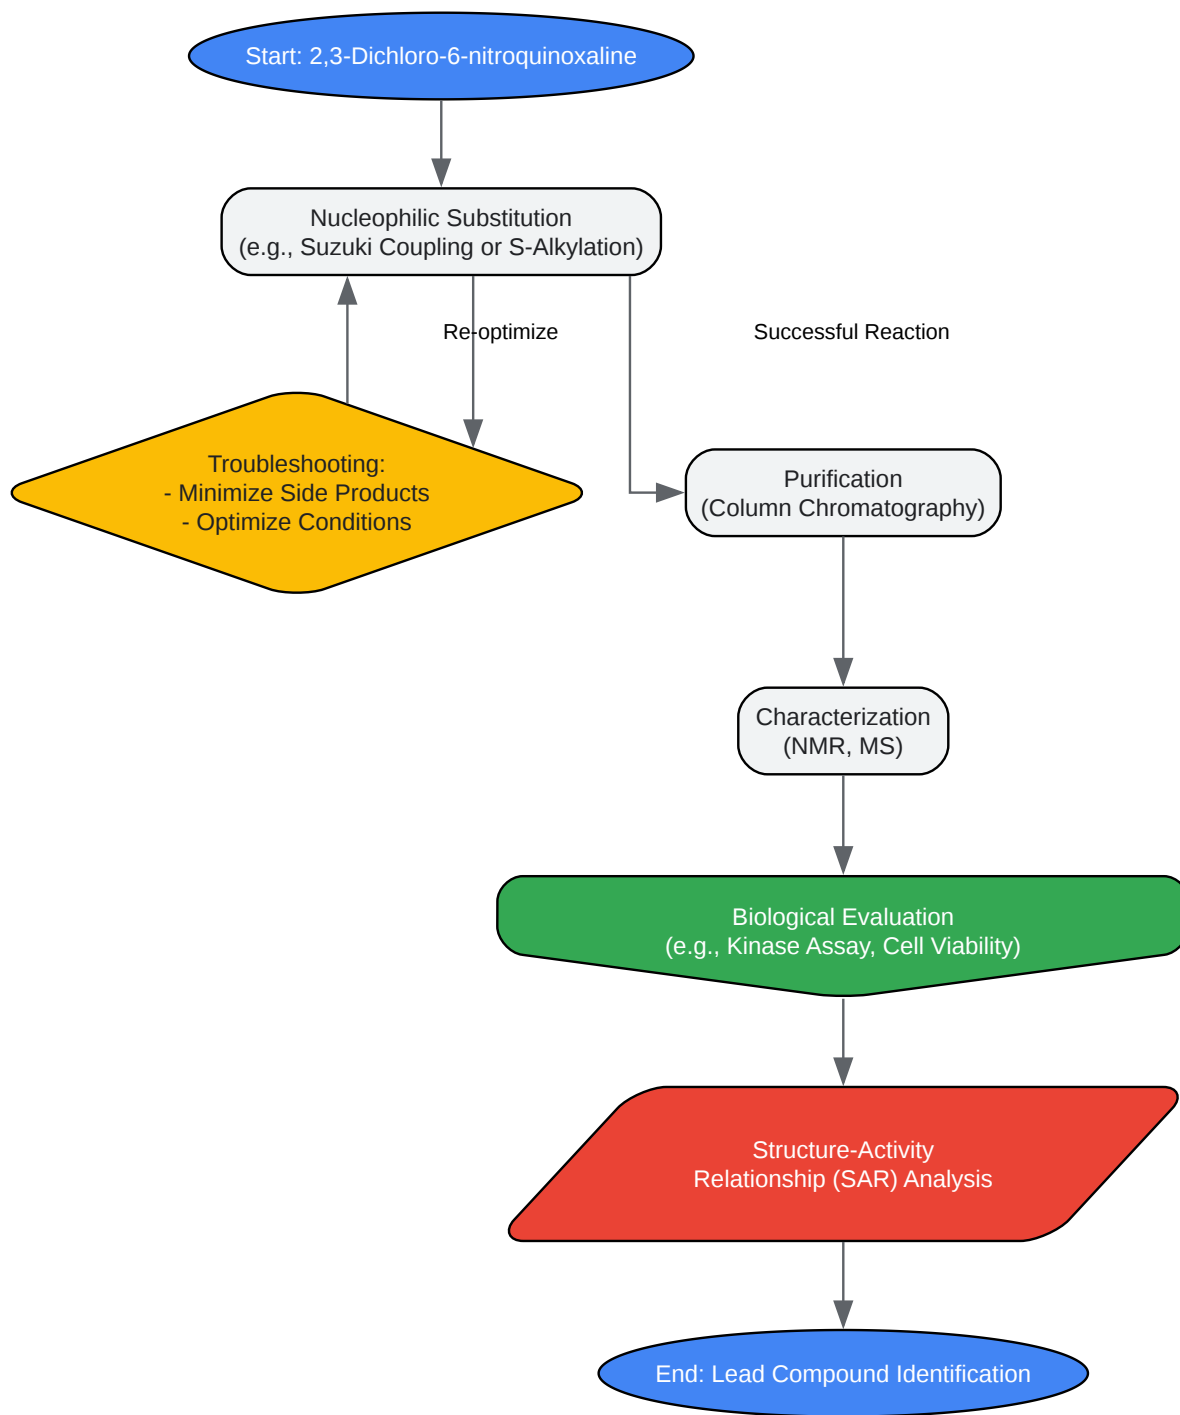 Start: 2,3-Dichloro-6-nitroquinoxaline
Nucleophilic Substitution
(e.g., Suzuki Coupling or S-Alkylation)
Re-optimize
Successful Reaction
Troubleshooting:
- Minimize Side Products
- Optimize Conditions
Purification
(Column Chromatography)
Characterization
(NMR, MS)
Biological Evaluation
(e.g., Kinase Assay, Cell Viability)
Structure-Activity
Relationship (SAR) Analysis
End: Lead Compound Identification